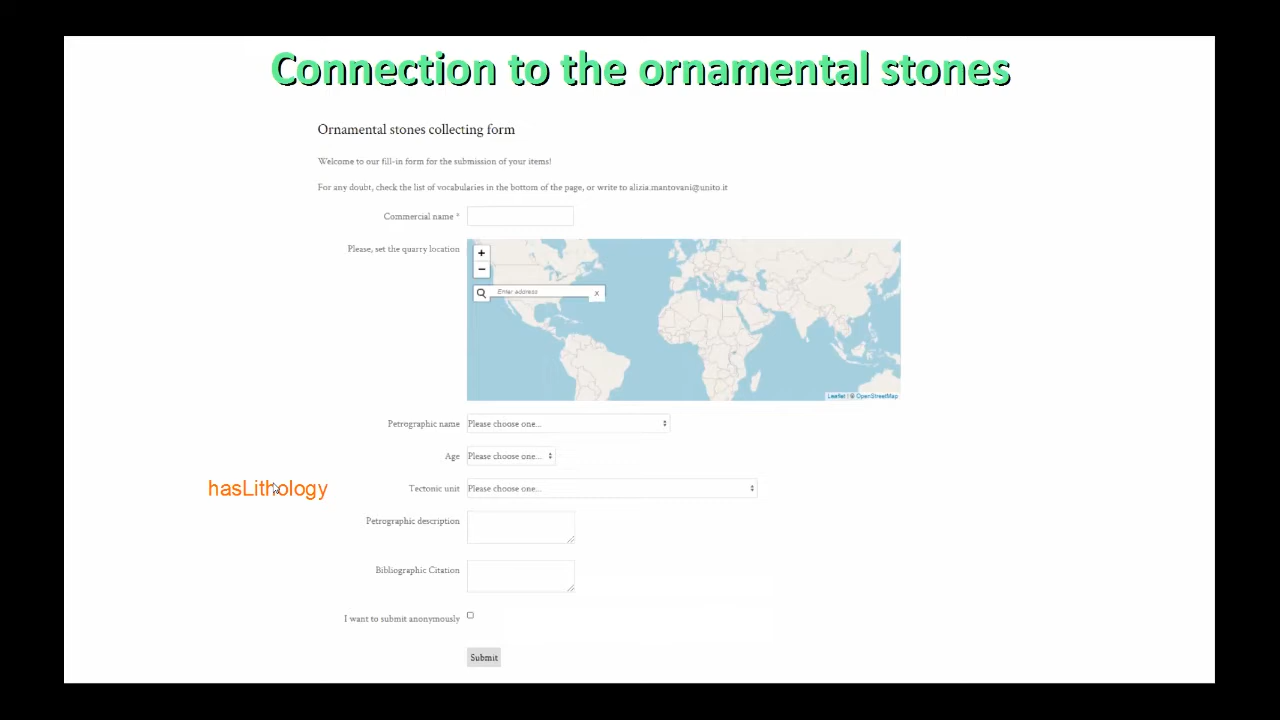 Connection to the ornamental stones
Ornamental stones collecting form
Welcome to our fill-in form for the submission of your items!
For any doubt, check the list of vocabularies in the bottom of the page, or write to alizia.mantovani@unito.it
Commercial name *
Please, set the quarry location
+
−
Enter address x
Leaflet | © OpenStreetMap
Petrographic name Please choose one...
Age Please choose one...
hasLithology Tectonic unit Please choose one...
Petrographic description
Bibliographic Citation
I want to submit anonymously
Submit